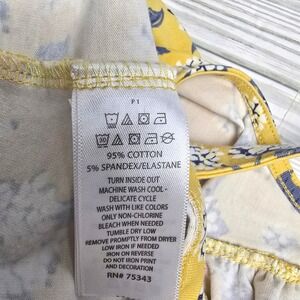 P 1
30
95% COTTON
5% SPANDEX/ELASTANE
TURN INSIDE OUT
MACHINE WASH COOL-
DELICATE CYCLE
WASH WITH LIKE COLORS
ONLY NON-CHLORINE
BLEACH WHEN NEEDED
TUMBLE DRY LOW
REMOVE PROMPTLY FROM DRYER
LOW IRON IF NEEDED
IRON ON REVERSE
DO NOT IRON PRINT
AND DECORATION
RN# 75343